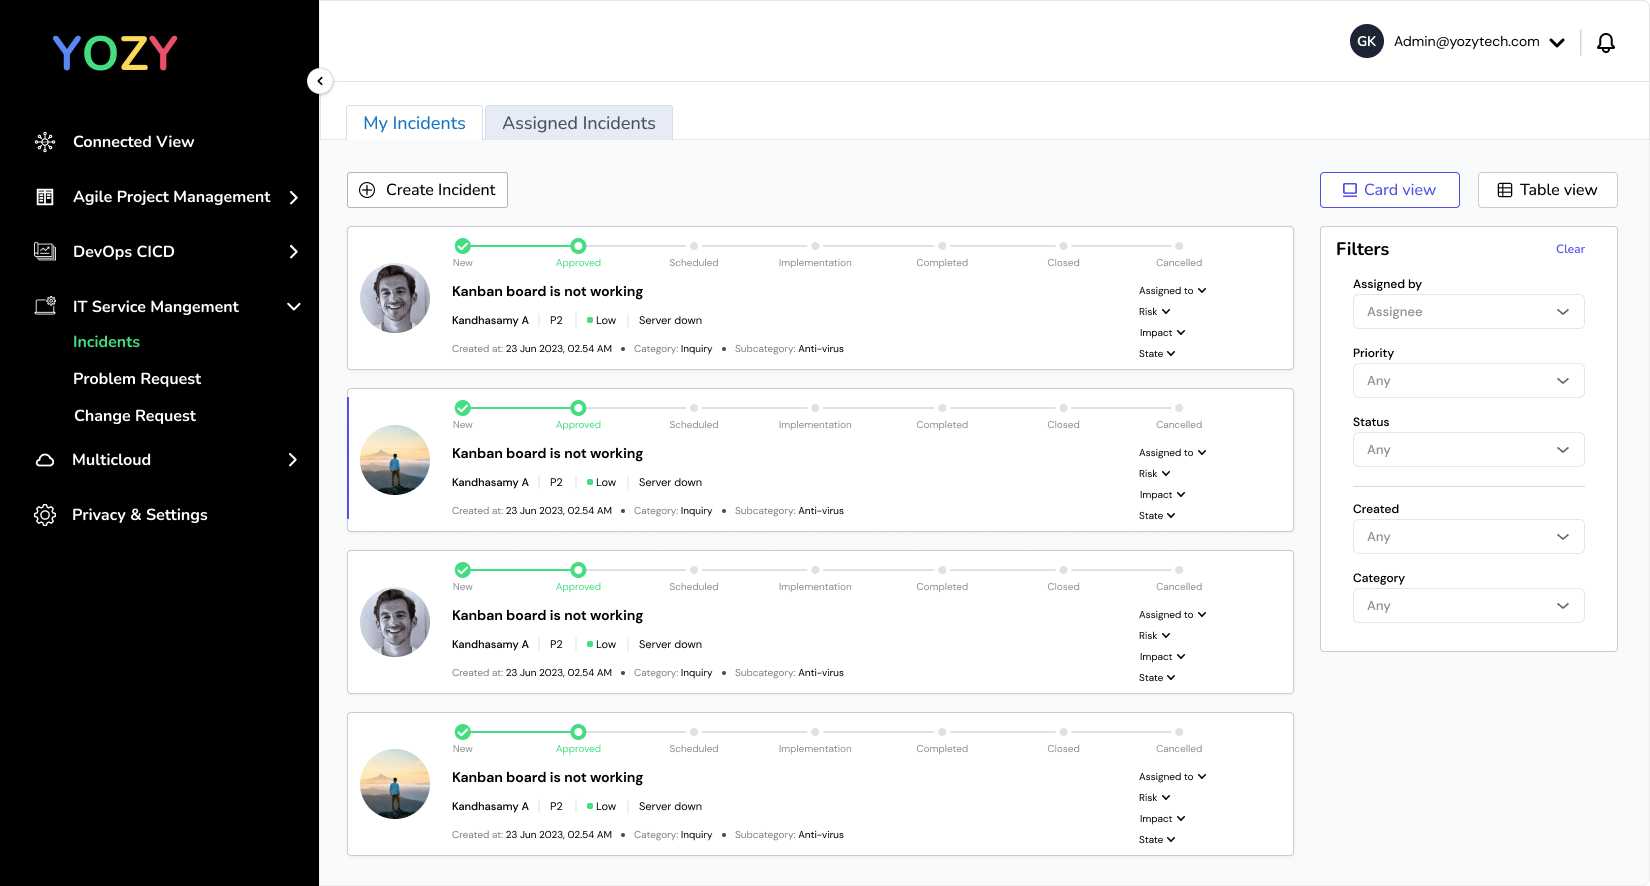 YOZY
Connected View
Agile Project Management
DevOps CICD
IT Service Mangement
Incidents
Problem Request
Change Request
Multicloud
Privacy & Settings
GK Admin@yozytech.com
My Incidents Assigned Incidents
Create Incident
Card view Table view
New Approved Scheduled Implementation Completed Closed Cancelled
Kanban board is not working
Kandhasamy A P2 Low Server down
Created at: 23 Jun 2023, 02.54 AM • Category: Inquiry • Subcategory: Anti-virus
Assigned to
Risk
Impact
State
New Approved Scheduled Implementation Completed Closed Cancelled
Kanban board is not working
Kandhasamy A P2 Low Server down
Created at: 23 Jun 2023, 02.54 AM • Category: Inquiry • Subcategory: Anti-virus
Assigned to
Risk
Impact
State
New Approved Scheduled Implementation Completed Closed Cancelled
Kanban board is not working
Kandhasamy A P2 Low Server down
Created at: 23 Jun 2023, 02.54 AM • Category: Inquiry • Subcategory: Anti-virus
Assigned to
Risk
Impact
State
New Approved Scheduled Implementation Completed Closed Cancelled
Kanban board is not working
Kandhasamy A P2 Low Server down
Created at: 23 Jun 2023, 02.54 AM • Category: Inquiry • Subcategory: Anti-virus
Assigned to
Risk
Impact
State
Filters Clear
Assigned by
Assignee
Priority
Any
Status
Any
Created
Any
Category
Any